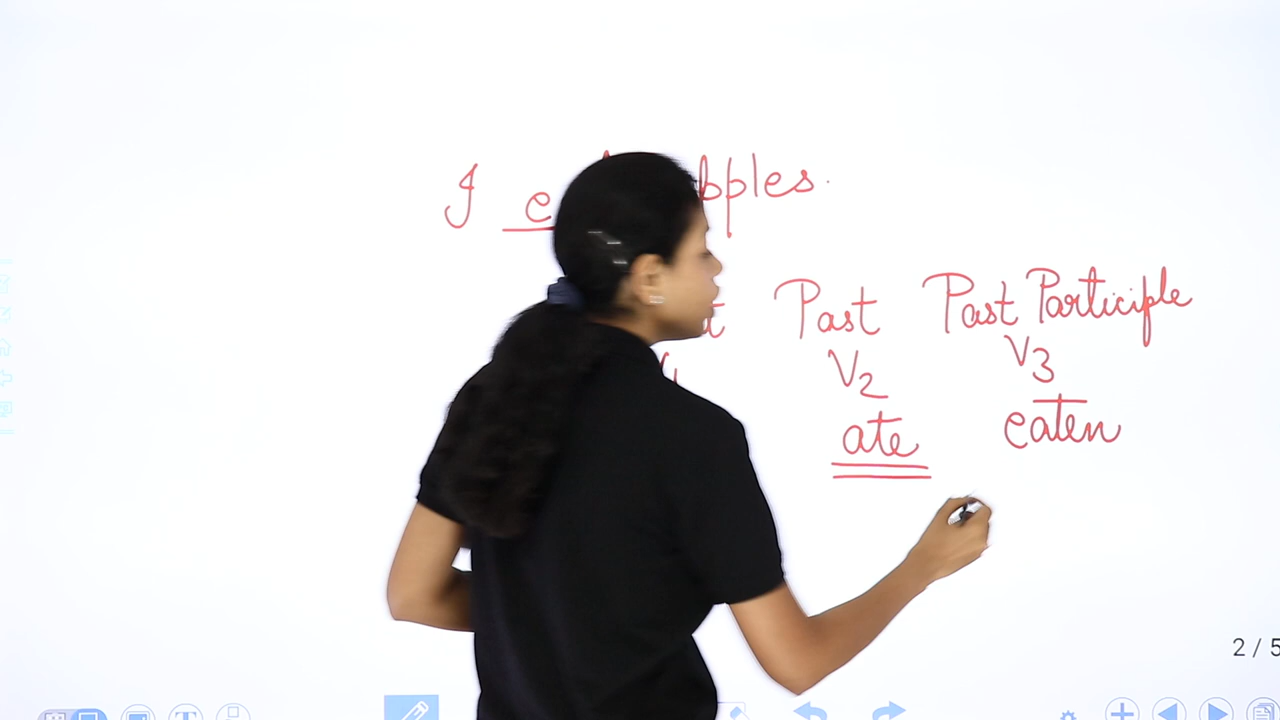 I e pples.
Past Past Participle
V2 V3
ate eaten
2 / 5